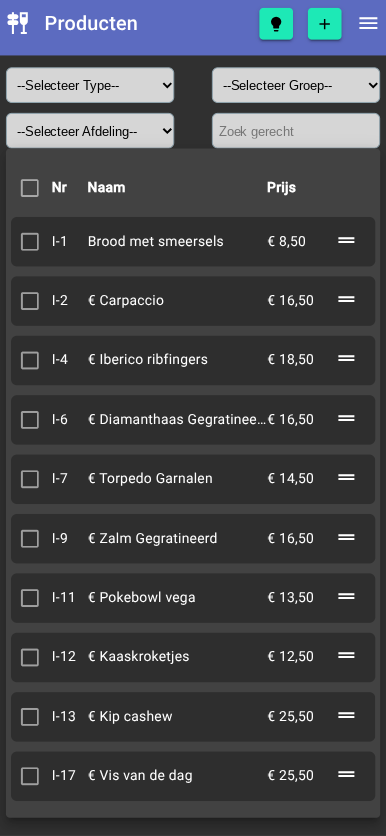 Producten
--Selecteer Type-- --Selecteer Groep--
--Selecteer Afdeling-- Zoek gerecht
Nr Naam Prijs
I-1 Brood met smeersels € 8,50
I-2 € Carpaccio € 16,50
I-4 € Iberico ribfingers € 18,50
I-6 € Diamanthaas Gegratinee... € 16,50
I-7 € Torpedo Garnalen € 14,50
I-9 € Zalm Gegratineerd € 16,50
I-11 € Pokebowl vega € 13,50
I-12 € Kaaskroketjes € 12,50
I-13 € Kip cashew € 25,50
I-17 € Vis van de dag € 25,50